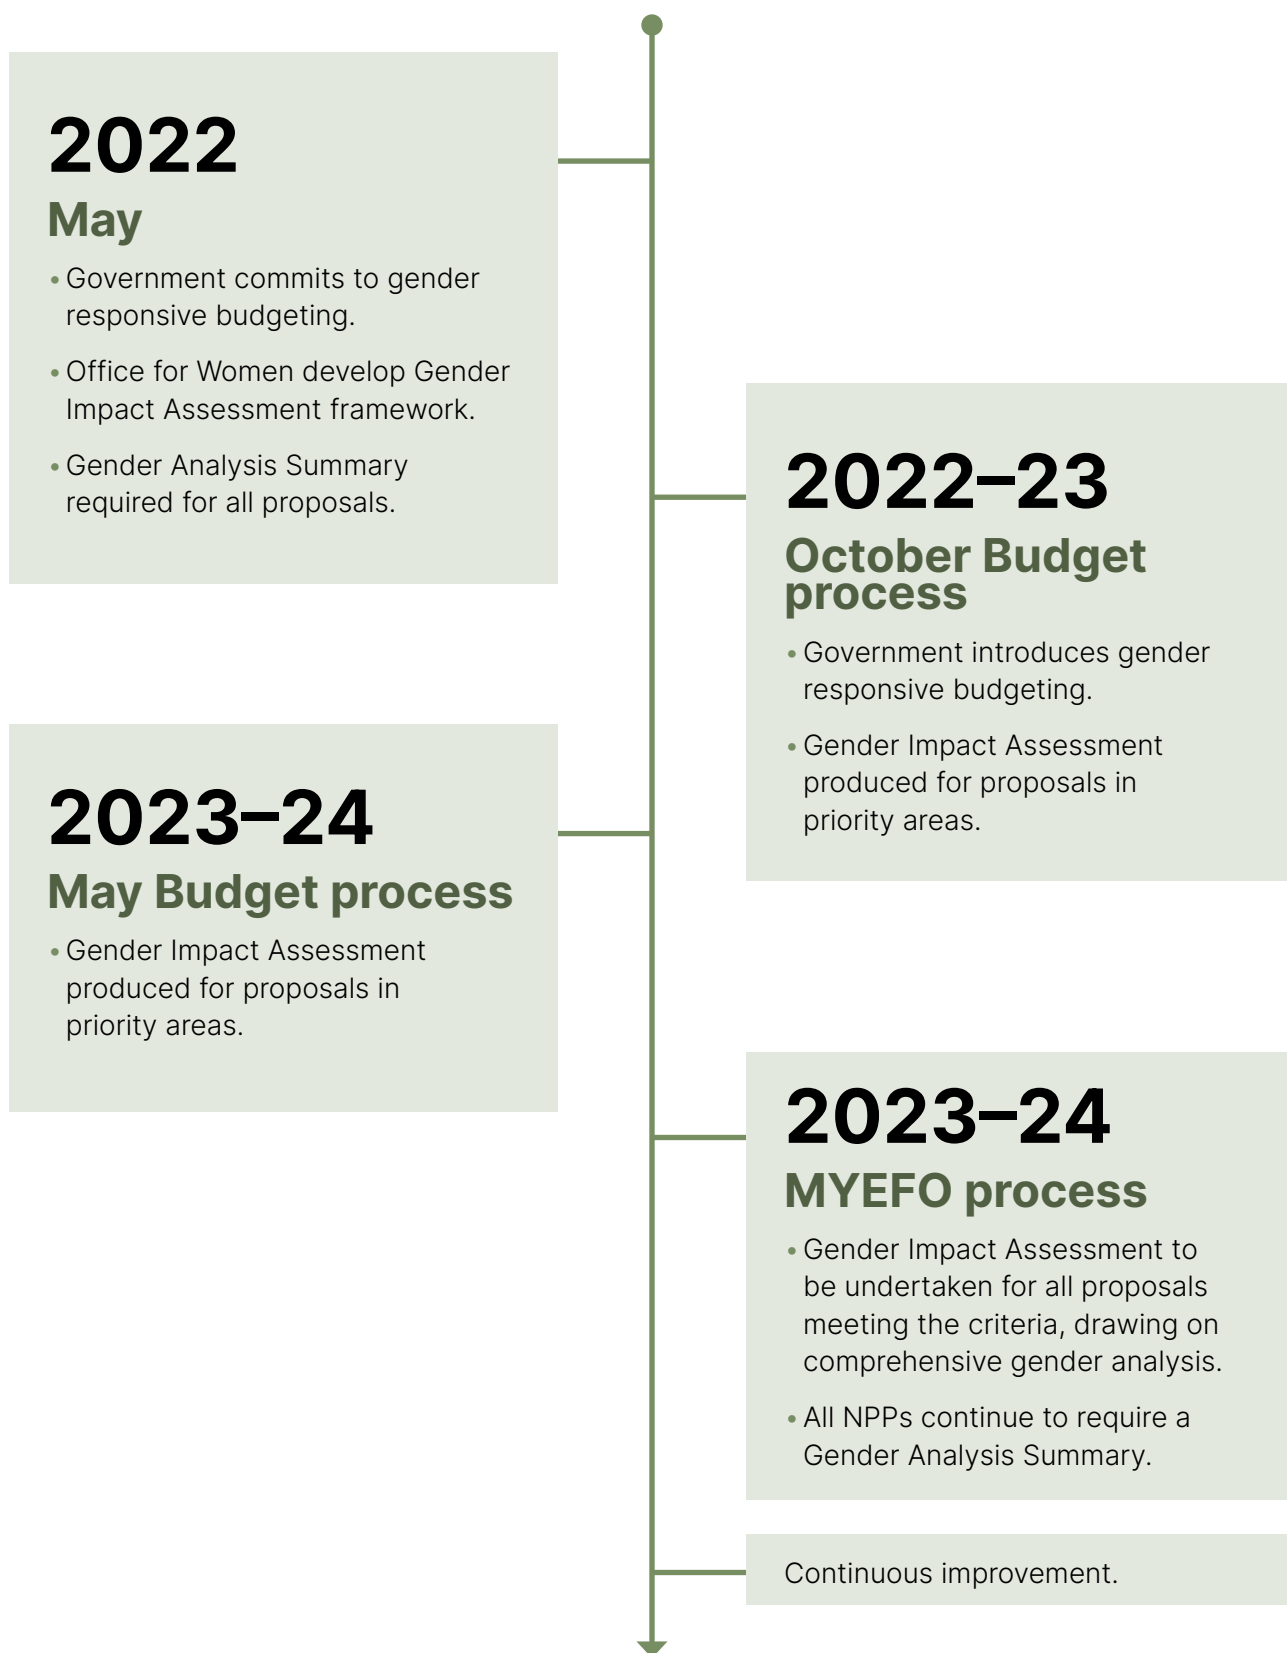 2022
May
• Government commits to gender
responsive budgeting.
• Office for Women develop Gender
Impact Assessment framework.
• Gender Analysis Summary
required for all proposals.
2022–23
October Budget
process
• Government introduces gender
responsive budgeting.
• Gender Impact Assessment
produced for proposals in
priority areas.
2023–24
May Budget process
• Gender Impact Assessment
produced for proposals in
priority areas.
2023–24
MYEFO process
• Gender Impact Assessment to
be undertaken for all proposals
meeting the criteria, drawing on
comprehensive gender analysis.
• All NPPs continue to require a
Gender Analysis Summary.
Continuous improvement.